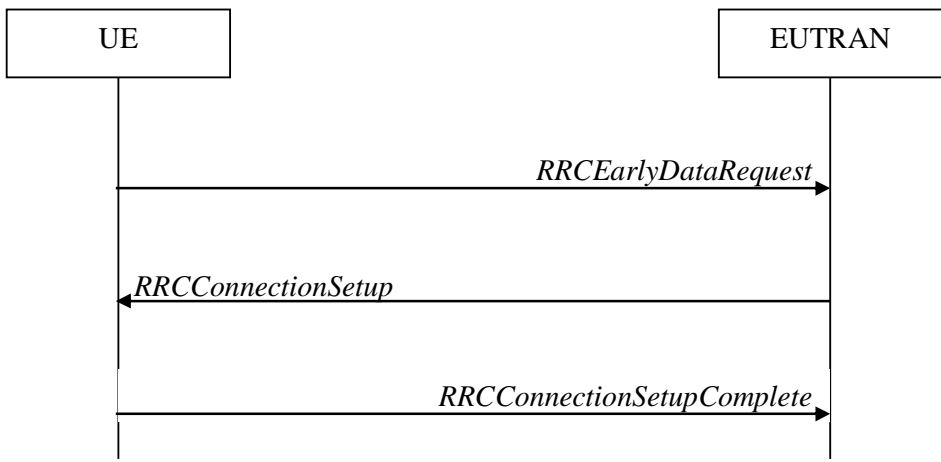 UE
EUTRAN
RRCEarlyDataRequest
RRCConnectionSetup
RRCConnectionSetupComplete